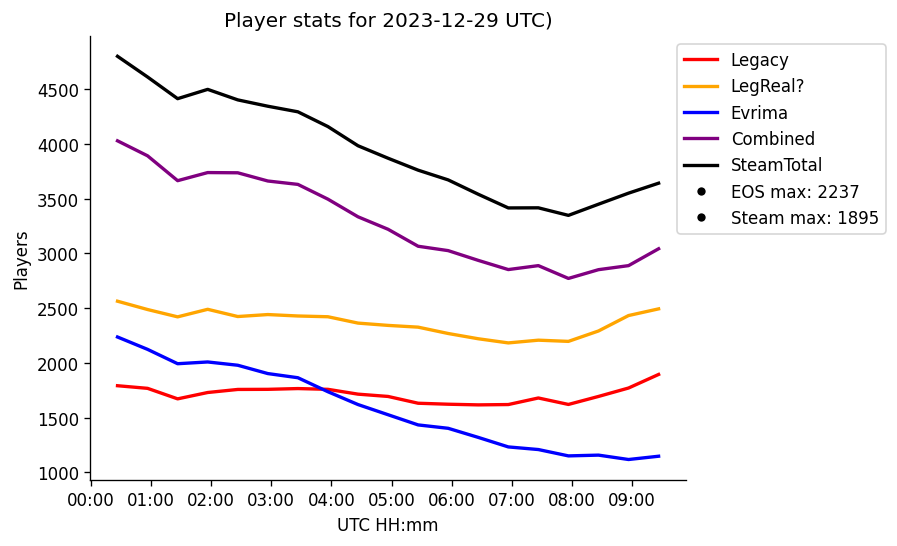 Player stats for 2023-12-29 UTC)
Legacy
LegReal?
Evrima
Combined
SteamTotal
EOS max: 2237
Steam max: 1895
Players
4500
4000
3500
3000
2500
2000
1500
1000
00:00 01:00 02:00 03:00 04:00 05:00 06:00 07:00 08:00 09:00
UTC HH:mm